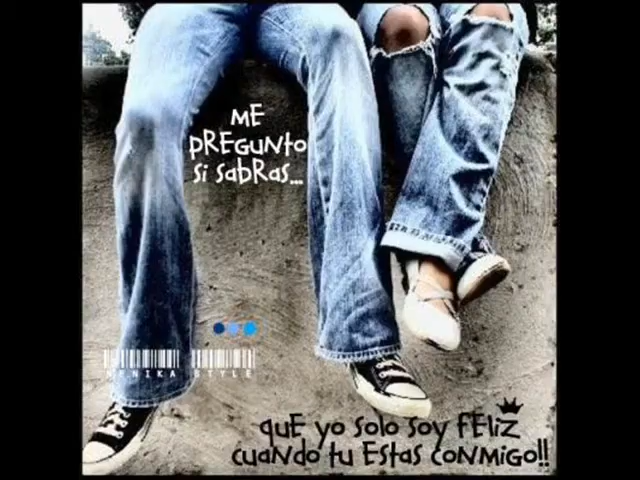 ME
PREGUNTO
Si SAbRAS...
NENIKA STYLE
quE yo Solo Soy FEliZ
cuANdo tu EStAS coNMiGo!!